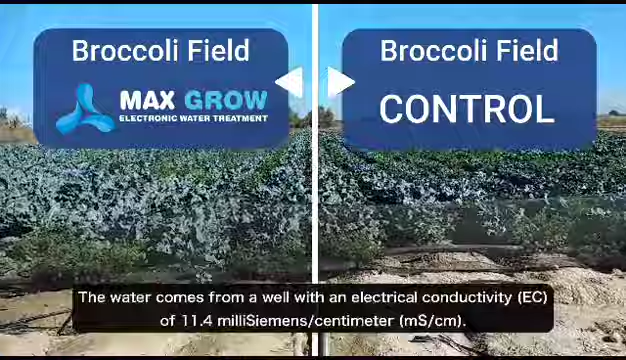 Broccoli Field
MAX GROW
ELECTRONIC WATER TREATMENT
Broccoli Field
CONTROL
The water comes from a well with an electrical conductivity (EC)
of 11.4 milliSiemens/centimeter (mS/cm).